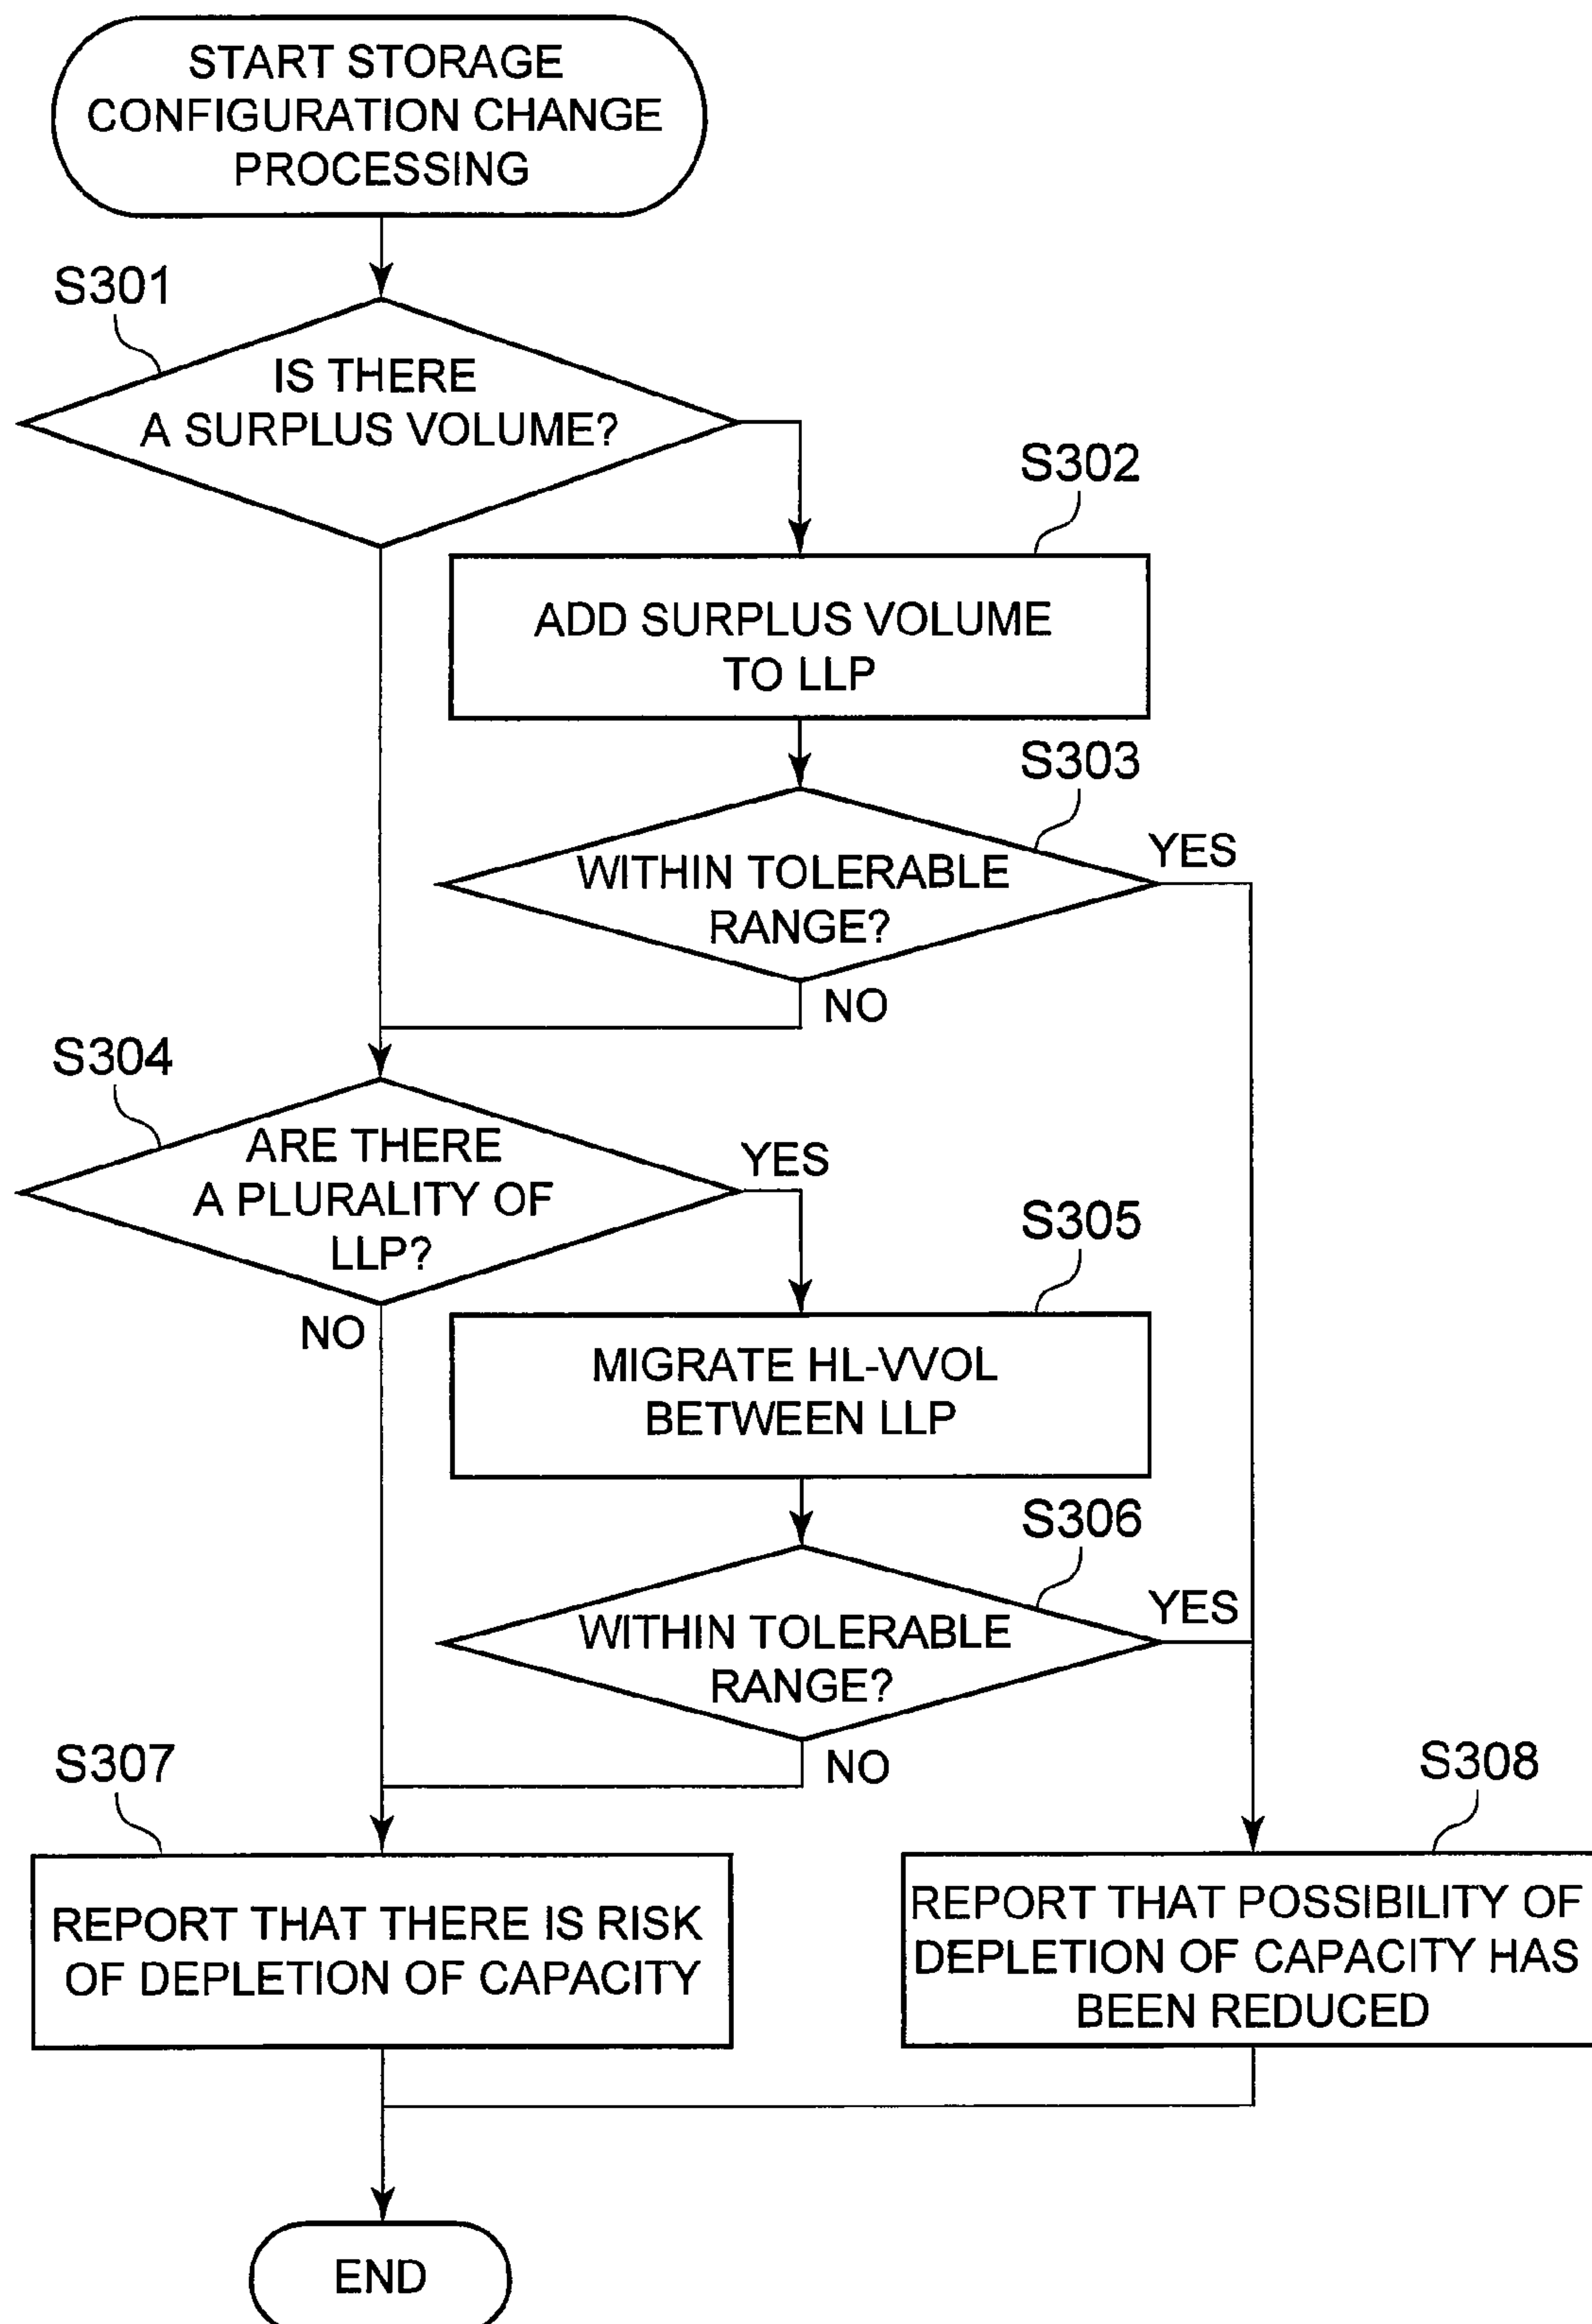 START STORAGE
CONFIGURATION CHANGE
PROCESSING
S301
IS THERE
A SURPLUS VOLUME?
S302
ADD SURPLUS VOLUME
TO LLP
S303
WITHIN TOLERABLE
RANGE?
YES
NO
S304
ARE THERE
A PLURALITY OF
LLP?
YES
NO
S305
MIGRATE HL-VVOL
BETWEEN LLP
S306
WITHIN TOLERABLE
RANGE?
YES
NO
S307
REPORT THAT THERE IS RISK
OF DEPLETION OF CAPACITY
S308
REPORT THAT POSSIBILITY OF
DEPLETION OF CAPACITY HAS
BEEN REDUCED
END